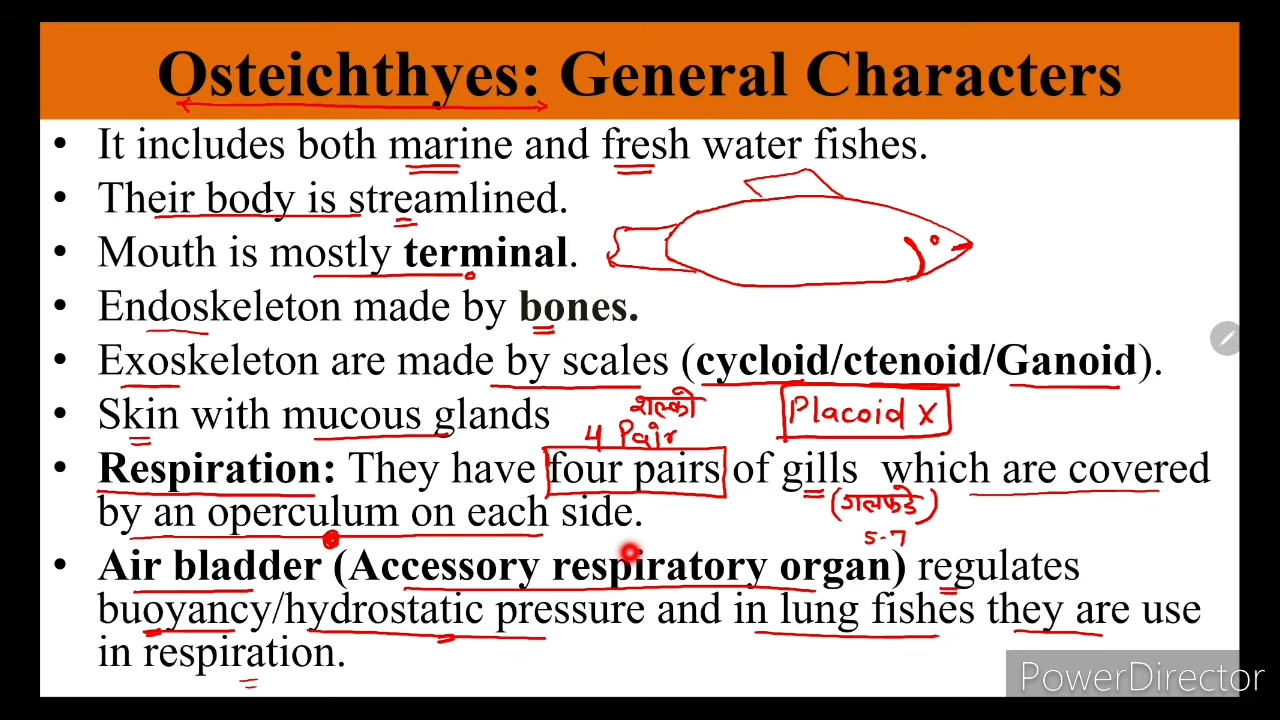 Osteichthyes: General Characters
• It includes both marine and fresh water fishes.
• Their body is streamlined.
• Mouth is mostly terminal.
• Endoskeleton made by bones.
• Exoskeleton are made by scales (cycloid/ctenoid/Ganoid).
• Skin with mucous glands
शल्को
Placoid x
4 Pair
• Respiration: They have four pairs of gills which are covered
by an operculum on each side.
(गलफडे)
5-7
• Air bladder (Accessory respiratory organ) regulates
buoyancy/hydrostatic pressure and in lung fishes they are use
in respiration.
PowerDirector